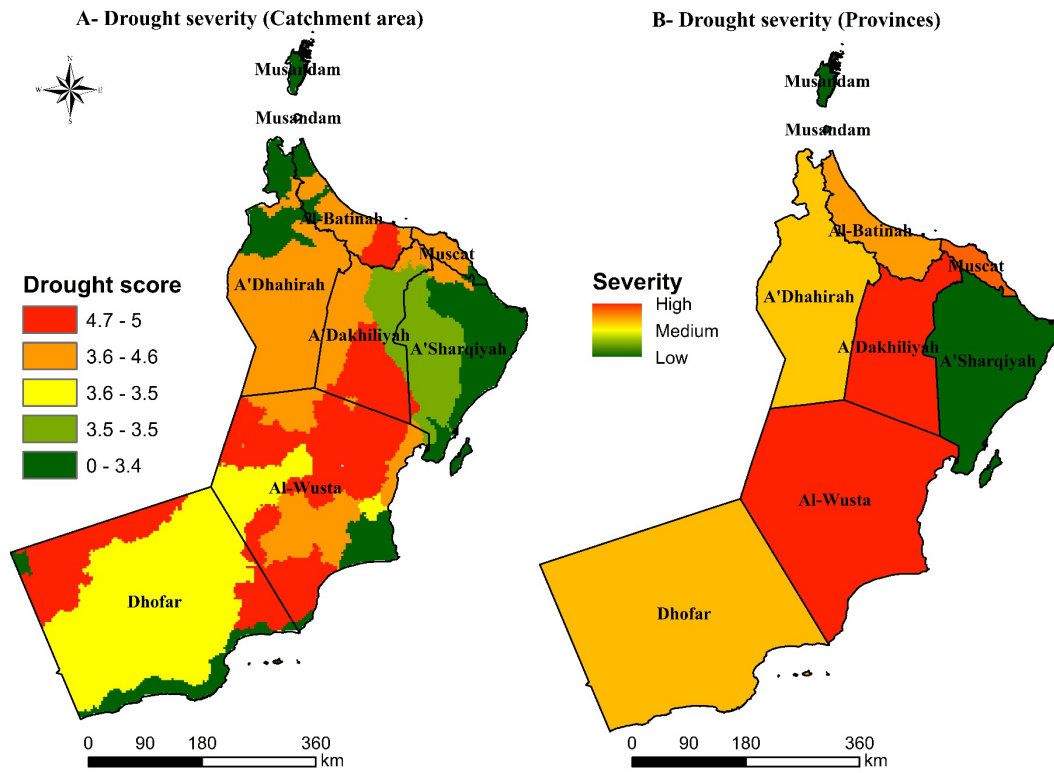 A- Drought severity (Catchment area)
B- Drought severity (Provinces)
N
W
E
S
Musandam
Musandam
Al-Batinah
Muscat
A'Dhahirah
A'Dakhiliyah
A'Sharqiyah
Al-Wusta
Dhofar
Drought score
4.7 - 5
3.6 - 4.6
3.6 - 3.5
3.5 - 3.5
0 - 3.4
0 90 180 360
km
Musandam
Musandam
Al-Batinah
Muscat
A'Dhahirah
A'Dakhiliyah
A'Sharqiyah
Al-Wusta
Dhofar
Severity
High
Medium
Low
0 90 180 360
km